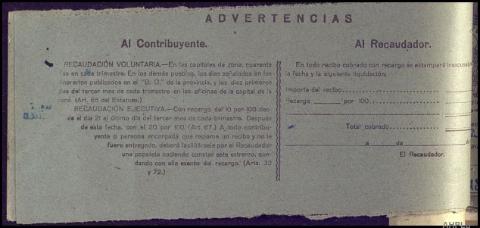 ADVERTENCIAS
Al Contribuyente.
RECAUDACIÓN VOLUNTARIA.—En las capitales de zona, cuarenta
días en cada trimestre. En los demás pueblos, los días señalados en los
itinerarios publicados en el "B. O." de la provincia, y los diez primeros
días del tercer mes de cada trimestre en las oficinas de la capital de la
zona. (Art. 65 del Estatuto.)
RECAUDACIÓN EJECUTIVA.—Con recargo del 10 por 100 des-
de el día 21 al último día del tercer mes de cada trimestre. Después
de esta fecha, con el 20 por 100. (Art. 67.) A todo contribu-
yente o persona encargada que reclame un recibo y no le
fuera entregado, deberá facilitársele por el Recaudador
una papeleta haciendo constar este extremo, que-
dando con ella exento del recargo. (Arts. 30
y 72.)
Al Recaudador.
En todo recibo cobrado con recargo se estampará
la fecha y la siguiente liquidación:
Importe del recibo
Recargo ______ por 100
Total cobrado
a de
El Recaudador.